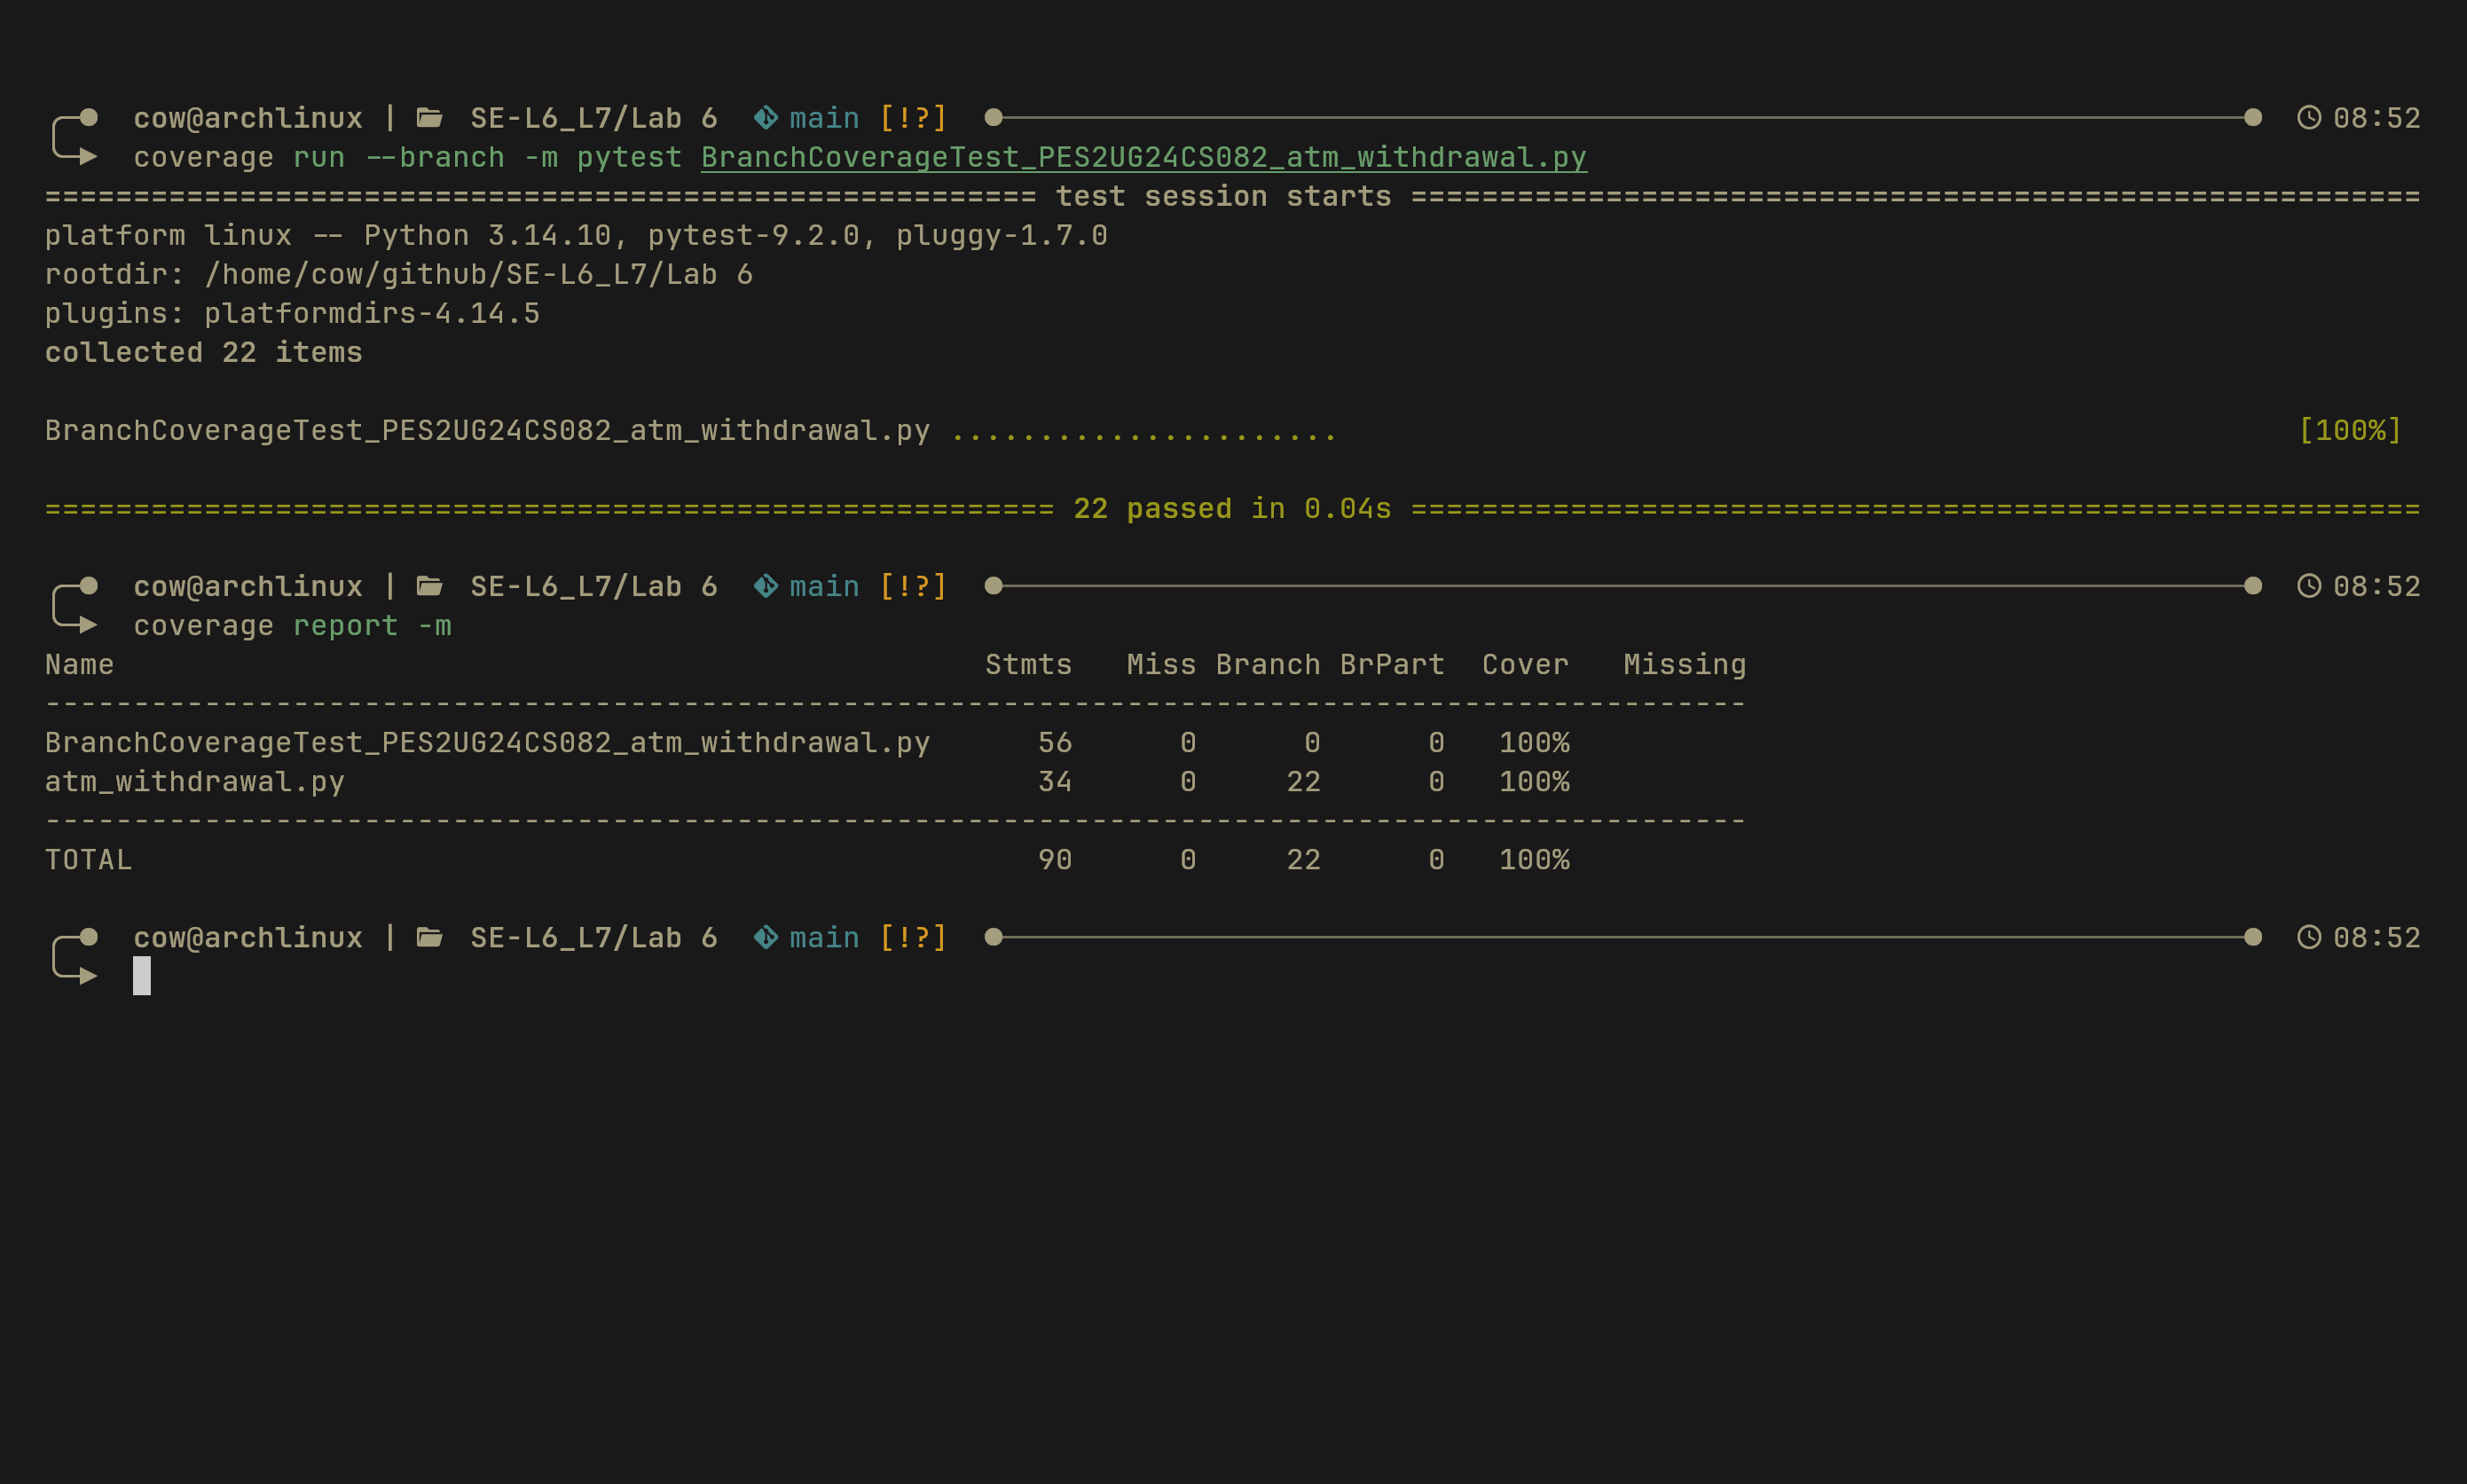 cow@archlinux | SE-L6_L7/Lab 6 main [!?] 08:52
coverage run --branch -m pytest BranchCoverageTest_PES2UG24CS082_atm_withdrawal.py
======================================================== test session starts =========================================================
platform linux -- Python 3.14.10, pytest-9.2.0, pluggy-1.7.0
rootdir: /home/cow/github/SE-L6_L7/Lab 6
plugins: platformdirs-4.14.5
collected 22 items
BranchCoverageTest_PES2UG24CS082_atm_withdrawal.py ...................... [100%]
========================================================= 22 passed in 0.04s =========================================================
cow@archlinux | SE-L6_L7/Lab 6 main [!?] 08:52
coverage report -m
Name Stmts Miss Branch BrPart Cover Missing
------------------------------------------------------------------------------------------------
BranchCoverageTest_PES2UG24CS082_atm_withdrawal.py 56 0 0 0 100%
atm_withdrawal.py 34 0 22 0 100%
------------------------------------------------------------------------------------------------
TOTAL 90 0 22 0 100%
cow@archlinux | SE-L6_L7/Lab 6 main [!?] 08:52